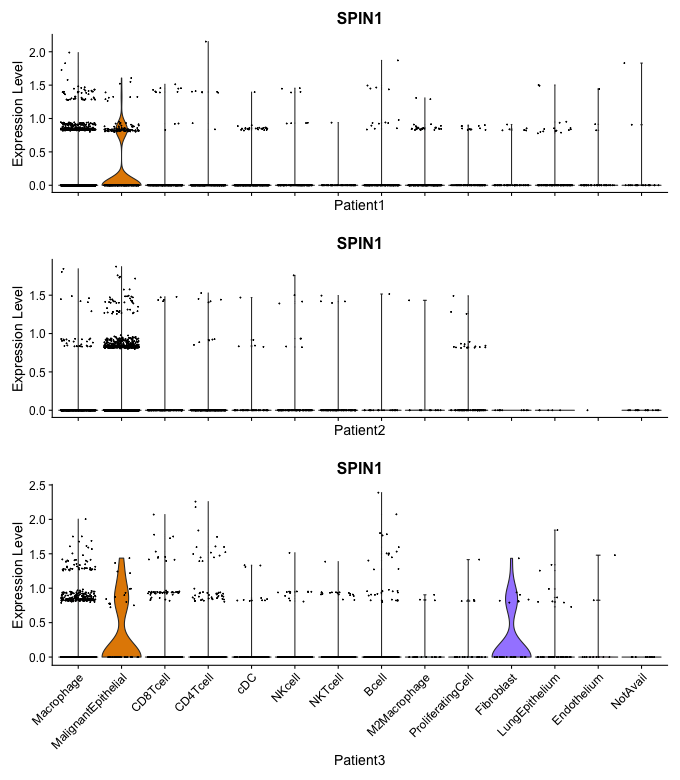 SPIN1
Expression Level
2.0
1.5
1.0
0.5
0.0
Patient1
SPIN1
Expression Level
1.5
1.0
0.5
0.0
Patient2
SPIN1
Expression Level
2.5
2.0
1.5
1.0
0.5
0.0
Macrophage
MalignantEpithelial
CD8Tcell
CD4Tcell
cDC
NKcell
NKTcell
Bcell
M2Macrophage
ProliferatingCell
Fibroblast
LungEpithelium
Endothelium
NotAvail
Patient3